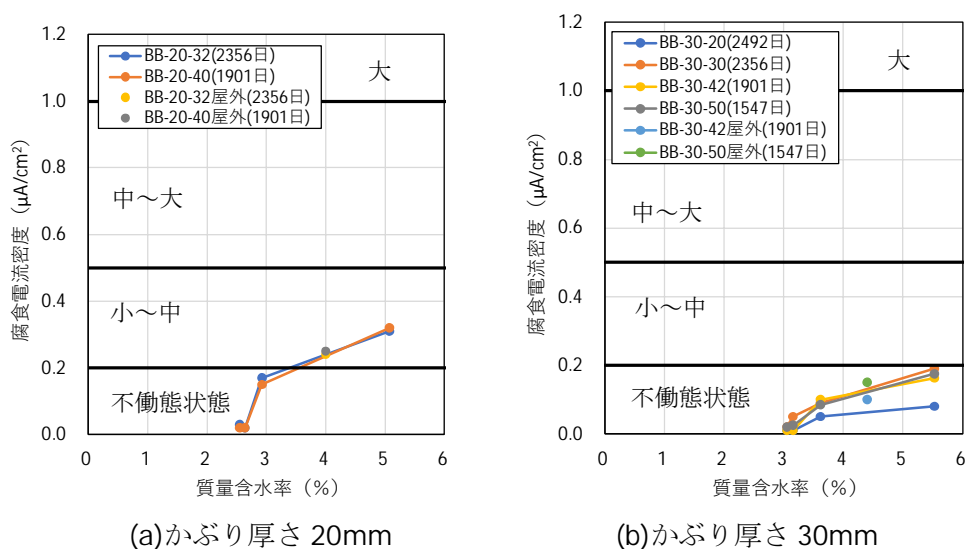 1.2
1.0
0.8
0.6
0.4
0.2
0.0
腐食電流密度（μA/cm²）
BB-20-32(2356日)
BB-20-40(1901日)
BB-20-32屋外(2356日)
BB-20-40屋外(1901日)
大
中～大
小～中
不働態状態
0 1 2 3 4 5 6
質量含水率（%）
(a)かぶり厚さ 20mm
1.2
1.0
0.8
0.6
0.4
0.2
0.0
腐食電流密度（μA/cm²）
BB-30-20(2492日)
BB-30-30(2356日)
BB-30-42(1901日)
BB-30-50(1547日)
BB-30-42屋外(1901日)
BB-30-50屋外(1547日)
大
中～大
小～中
不働態状態
0 1 2 3 4 5 6
質量含水率（%）
(b)かぶり厚さ 30mm